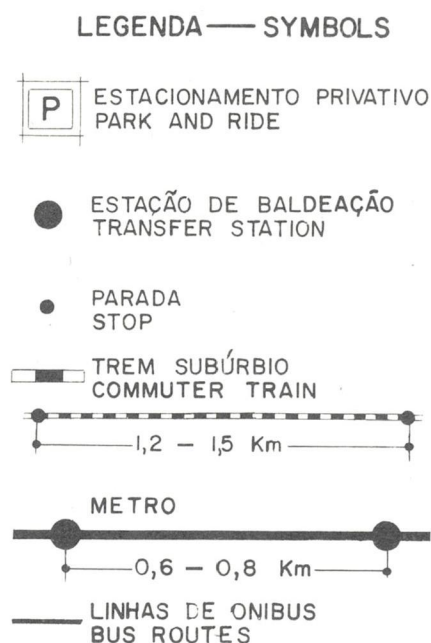 LEGENDA — SYMBOLS
P
ESTACIONAMENTO PRIVATIVO
PARK AND RIDE
ESTAÇÃO DE BALDEAÇÃO
TRANSFER STATION
PARADA
STOP
TREM SUBÚRBIO
COMMUTER TRAIN
1,2 – 1,5 Km
METRO
0,6 – 0,8 Km
LINHAS DE ONIBUS
BUS ROUTES